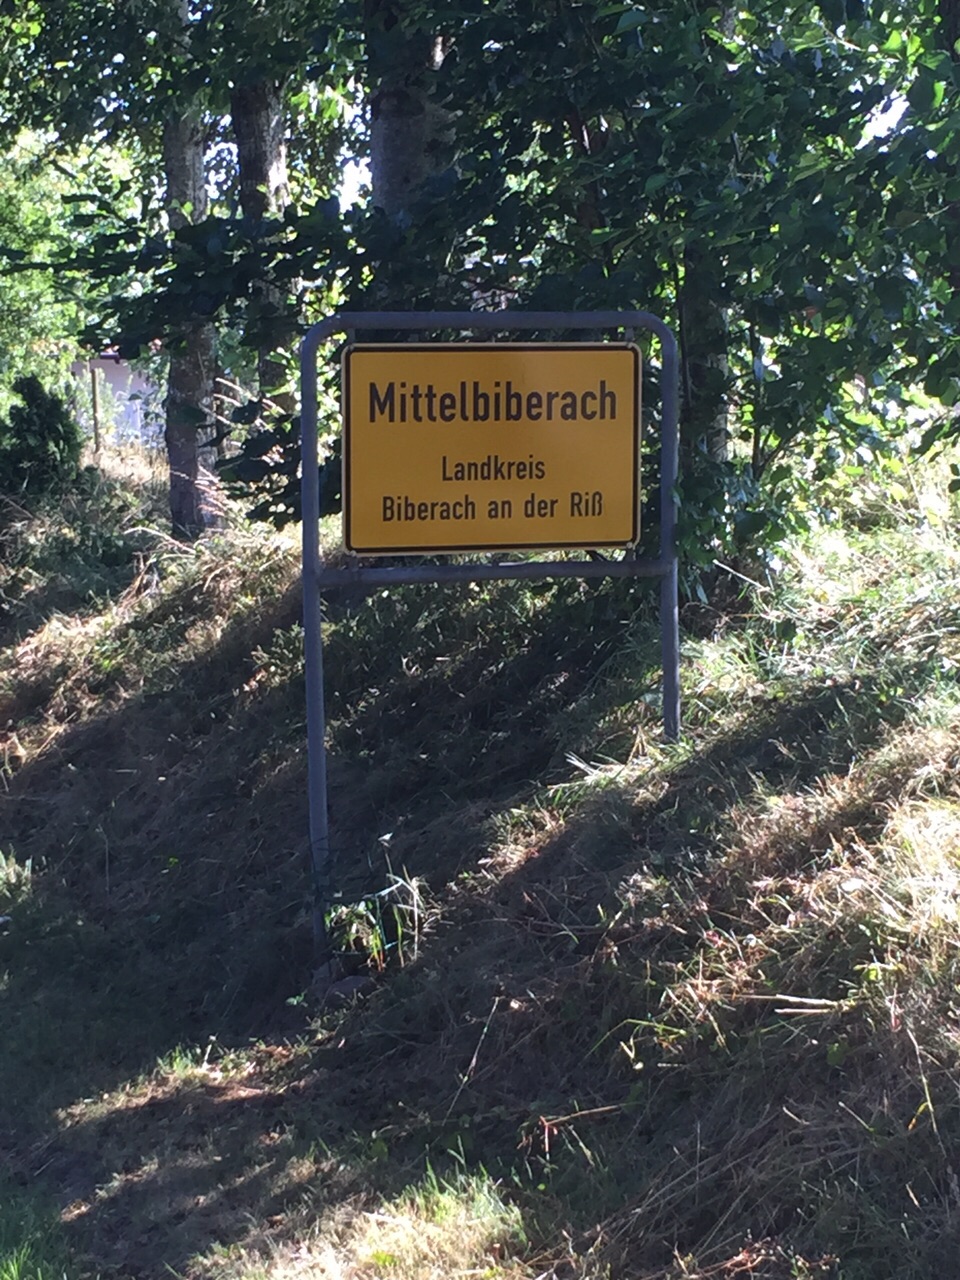 Mittelbiberach
Landkreis
Biberach an der Riß